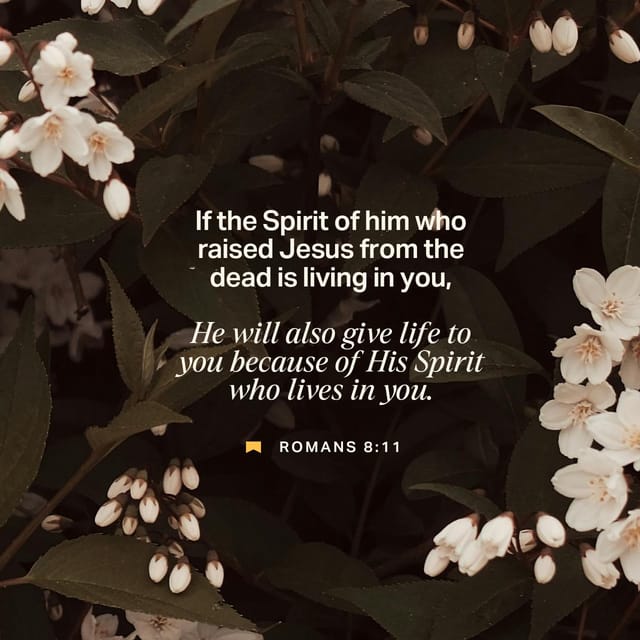 If the Spirit of him who
raised Jesus from the
dead is living in you,
He will also give life to
you because of His Spirit
who lives in you.
ROMANS 8:11